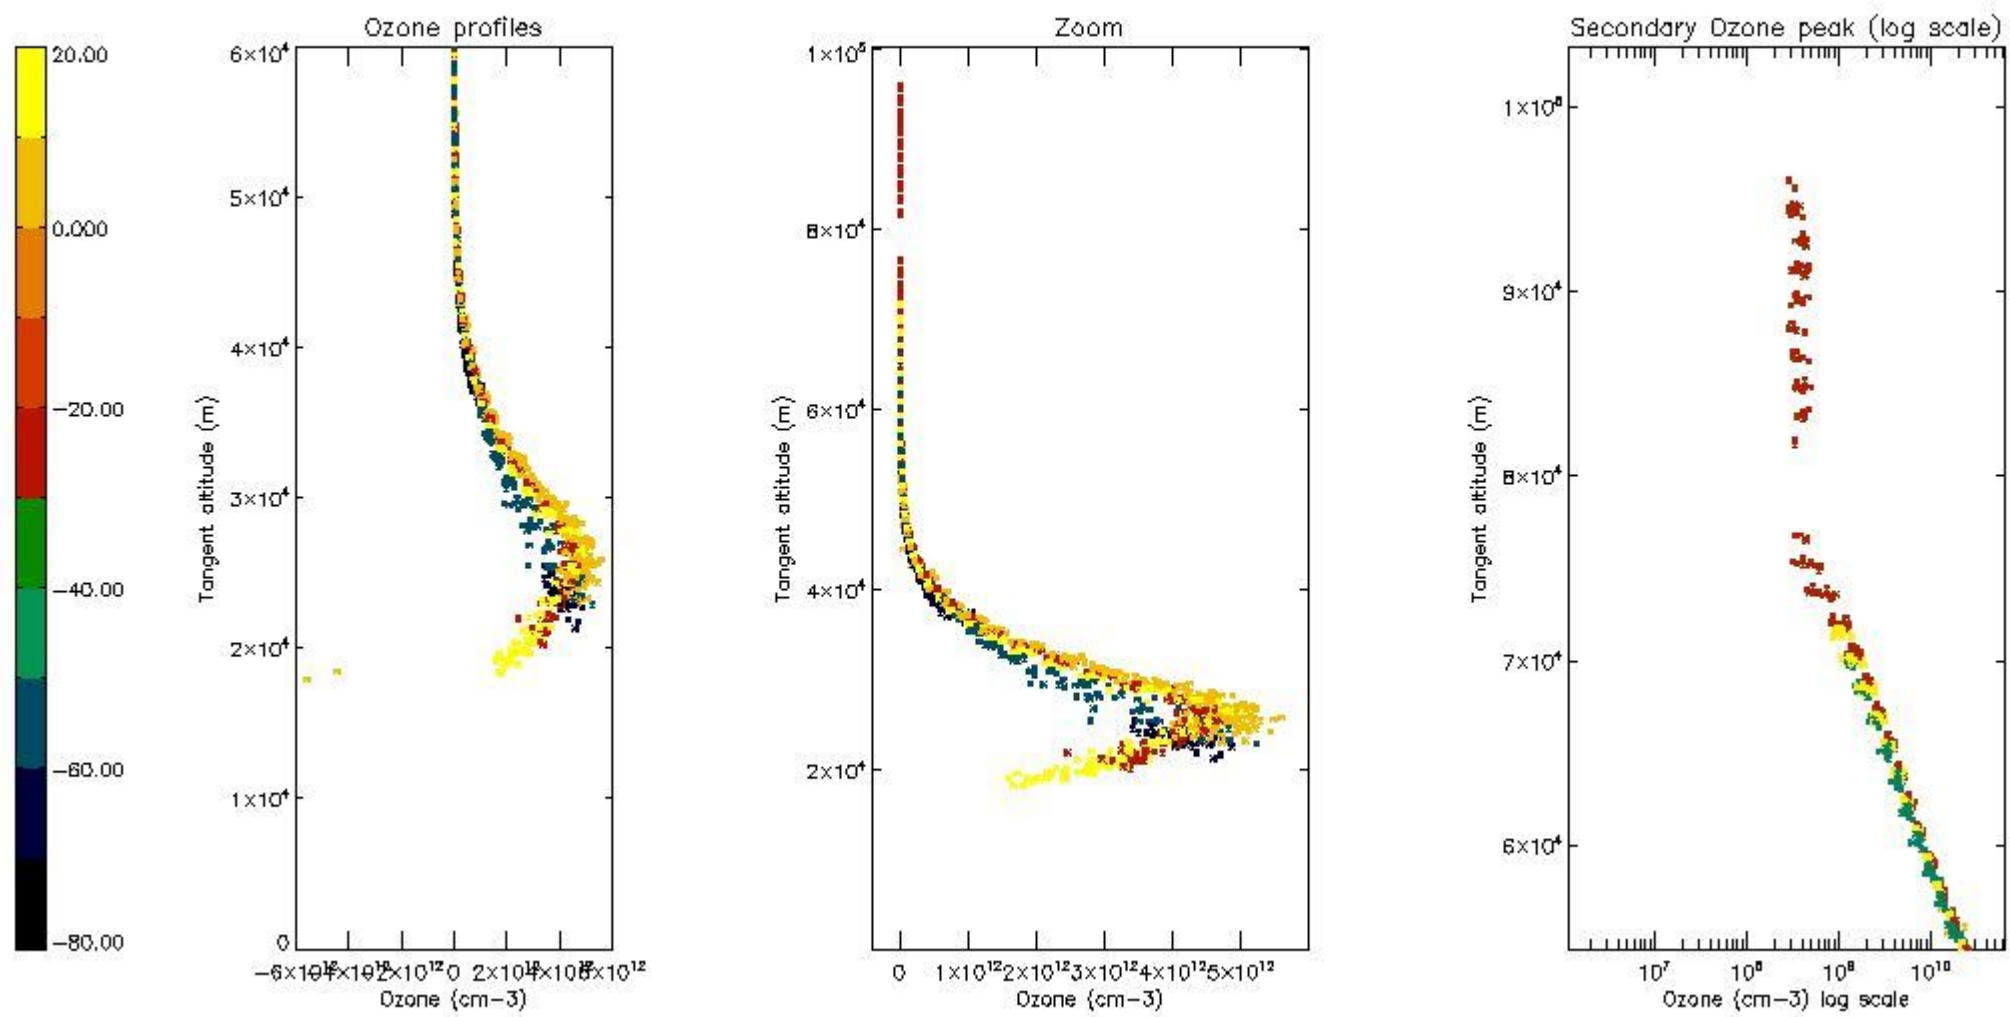 Ozone profiles
Zoom
Secondary Ozone peak (log scale)
20.00
0.000
−20.00
−40.00
−60.00
−80.00
6×10⁴
5×10⁴
4×10⁴
3×10⁴
2×10⁴
1×10⁴
0
Tangent altitude (m)
0
Ozone (cm−3)
1×10⁵
8×10⁴
6×10⁴
4×10⁴
2×10⁴
Tangent altitude (m)
0 1×10¹² 2×10¹² 3×10¹² 4×10¹² 5×10¹²
Ozone (cm−3)
9×10⁴
8×10⁴
7×10⁴
6×10⁴
Tangent altitude (m)
10⁷ 10⁸ 10⁹ 10¹⁰
Ozone (cm−3) log scale